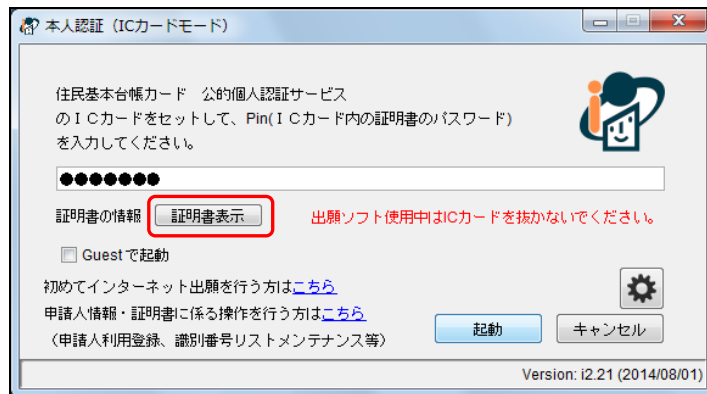 本人認証（ICカードモード）
住民基本台帳カード　公的個人認証サービス
のＩＣカードをセットして、Pin(ＩＣカード内の証明書のパスワード)
を入力してください。
●●●●●●●
証明書の情報 証明書表示 出願ソフト使用中はICカードを抜かないでください。
Guestで起動
初めてインターネット出願を行う方はこちら
申請人情報・証明書に係る操作を行う方はこちら
（申請人利用登録、識別番号リストメンテナンス等） 起動 キャンセル
Version: i2.21 (2014/08/01)